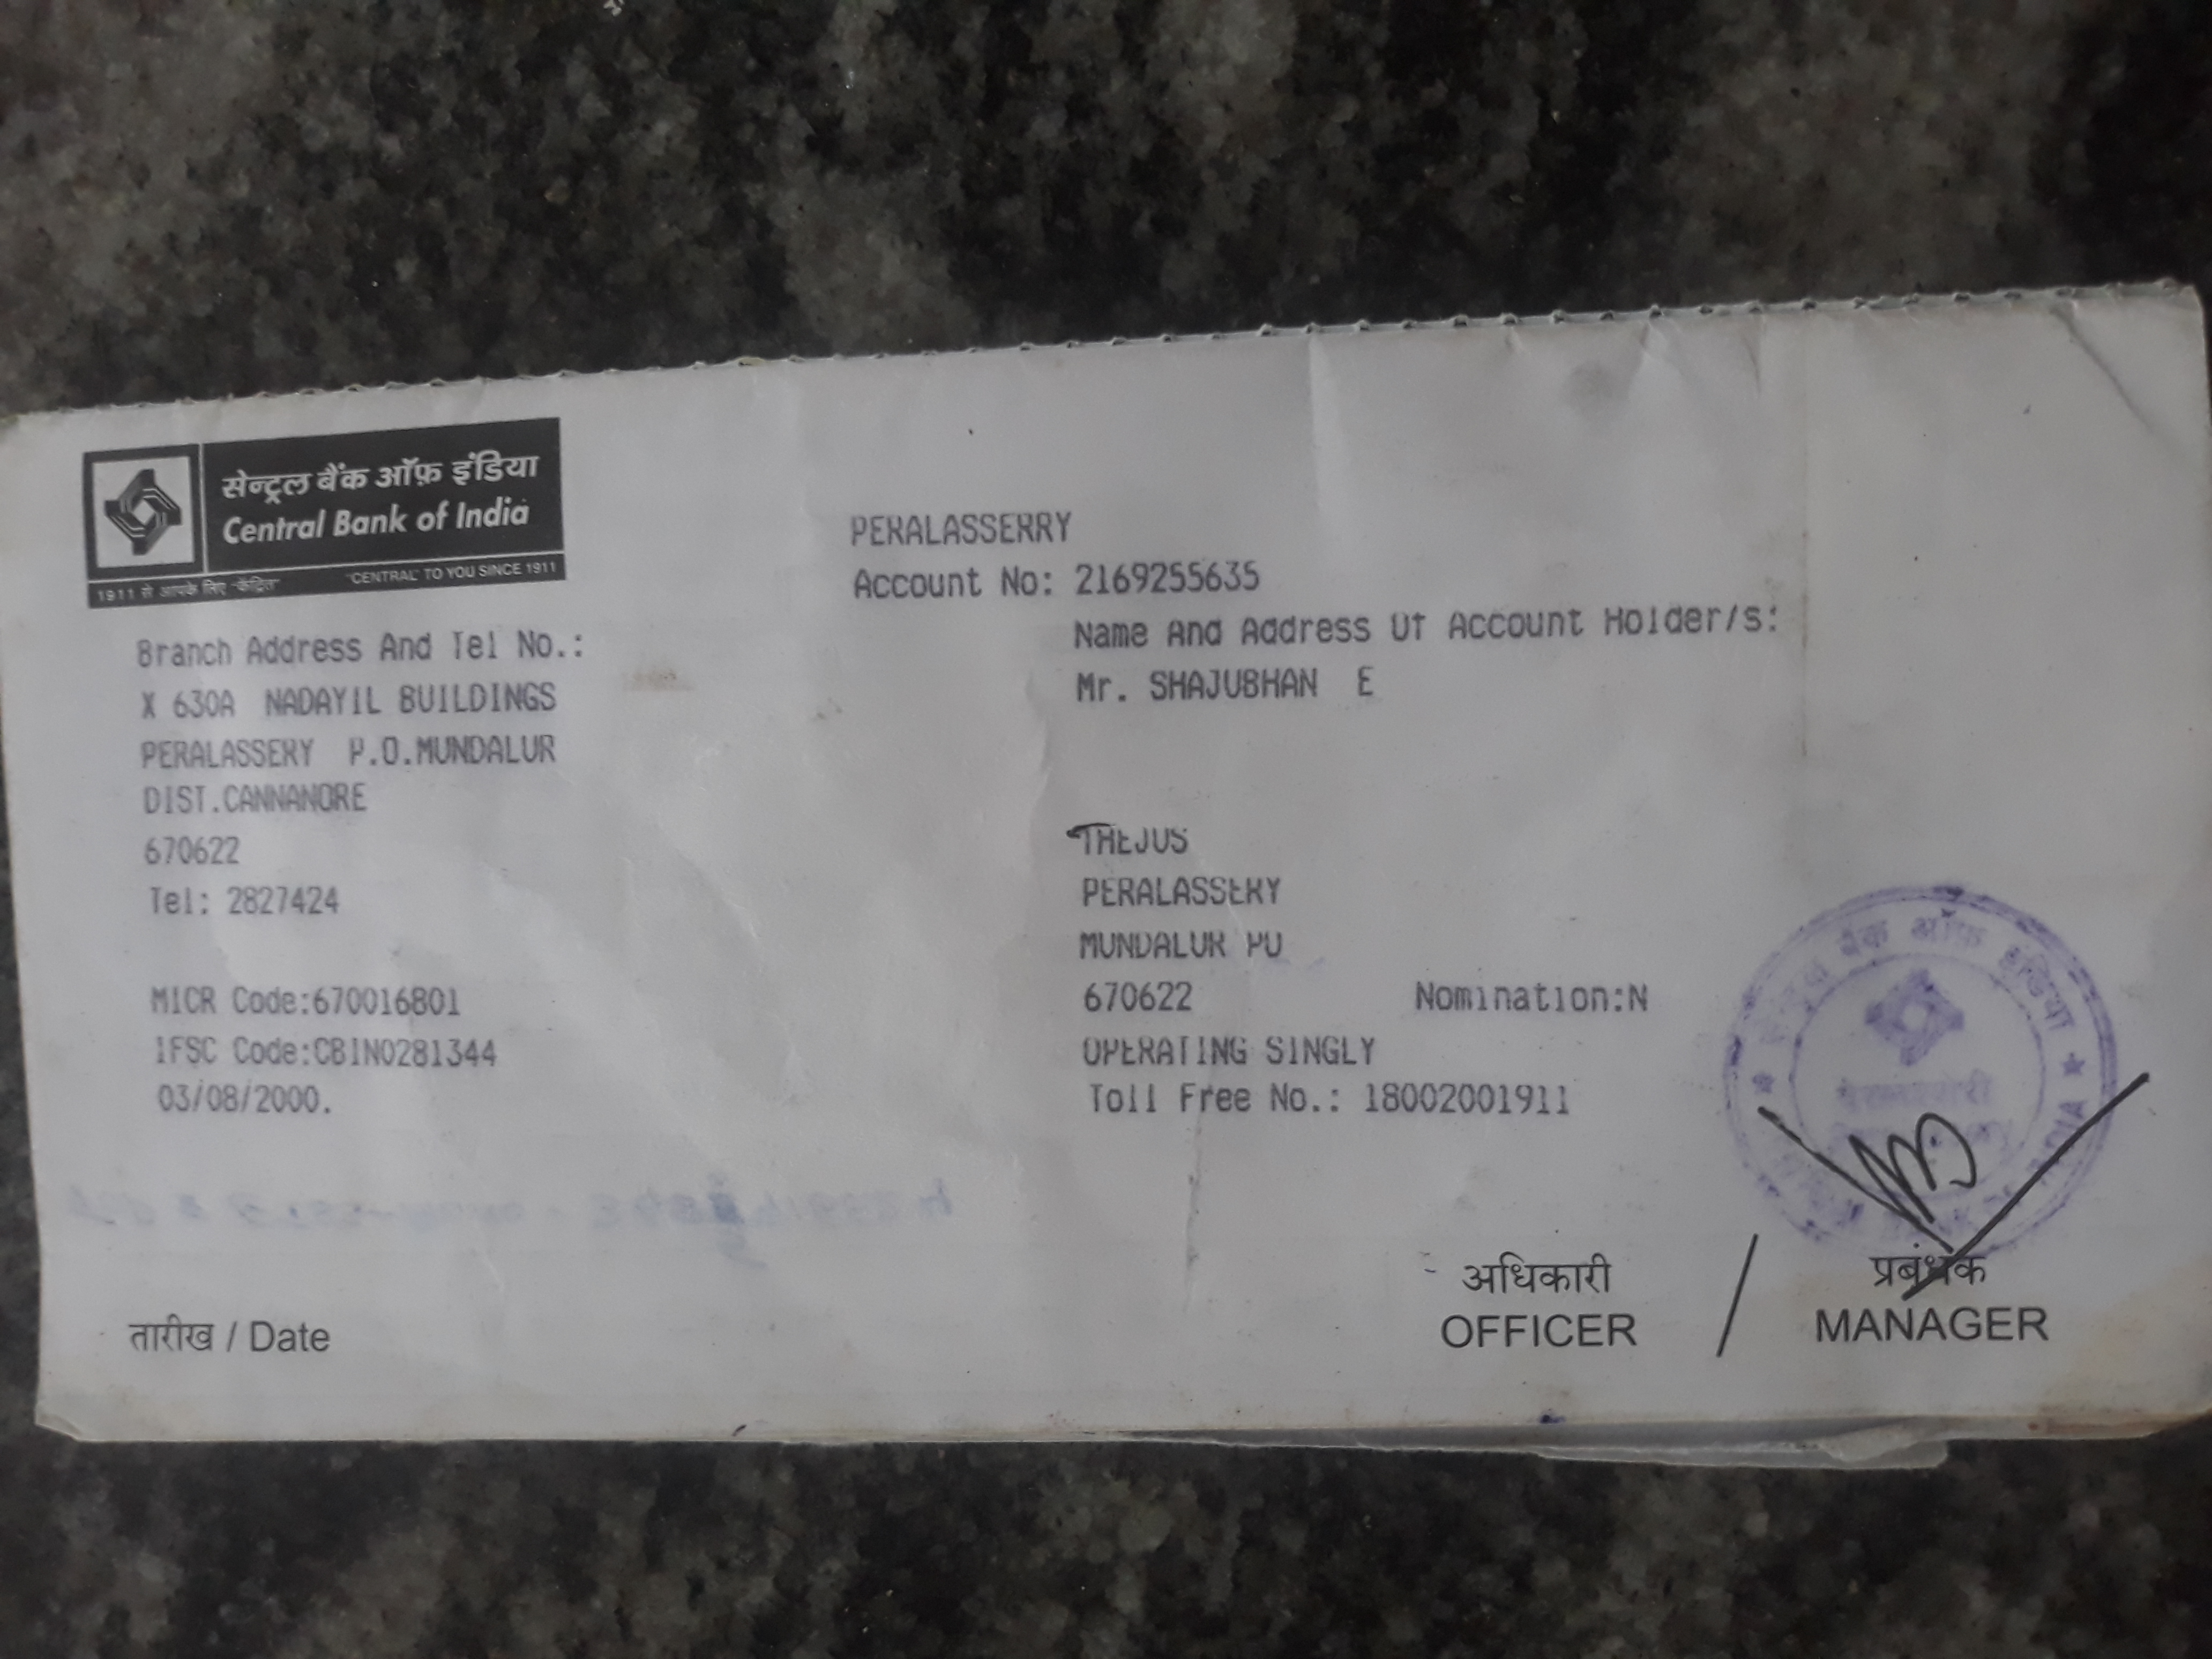 सेन्ट्रल बैंक ऑफ़ इंडिया
Central Bank of India
1911 से आपके लिए "केंद्रित" "CENTRAL" TO YOU SINCE 1911
PERALASSERRY
Account No: 2169255635
Branch Address And Tel No.:
Name And Address Of Account Holder/s:
X 630A NADAYIL BUILDINGS
Mr. SHAJUBHAN E
PERALASSERY P.O.MUNDALUR
DIST.CANNANORE
670622
THEJUS
Tel: 2827424
PERALASSERY
MUNDALUR PO
MICR Code:670016801
670622 Nomination:N
IFSC Code:CBIN0281344
OPERATING SINGLY
03/08/2000.
Toll Free No.: 18002001911
अधिकारी प्रबंधक
तारीख / Date
OFFICER / MANAGER